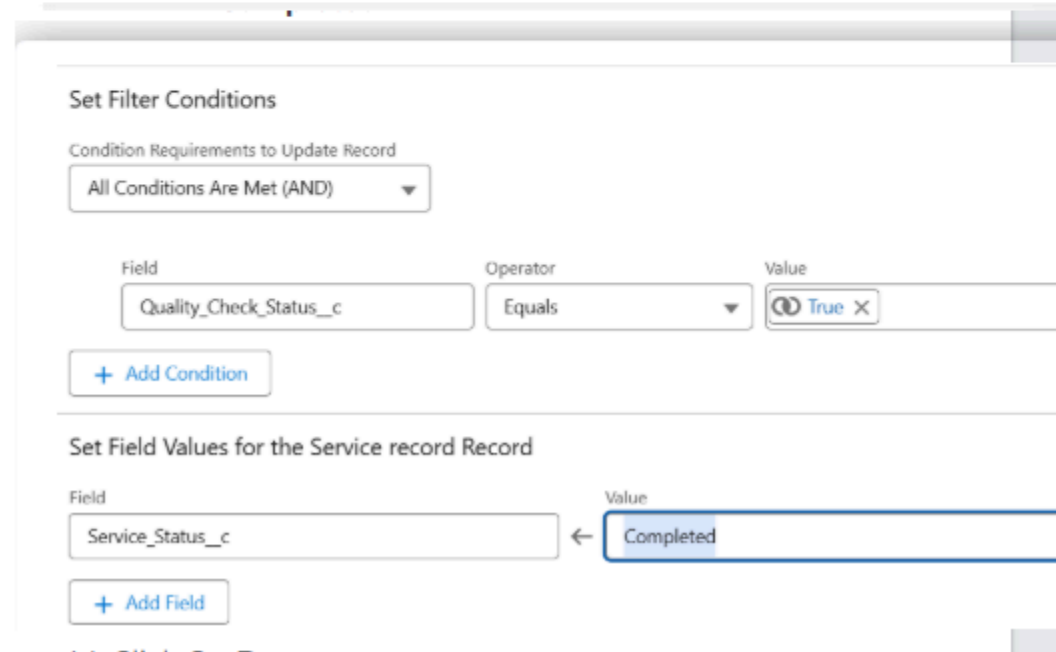 Set Filter Conditions
Condition Requirements to Update Record
All Conditions Are Met (AND)
Field Operator Value
Quality_Check_Status__c Equals True
+ Add Condition
Set Field Values for the Service record Record
Field Value
Service_Status__c ← Completed
+ Add Field